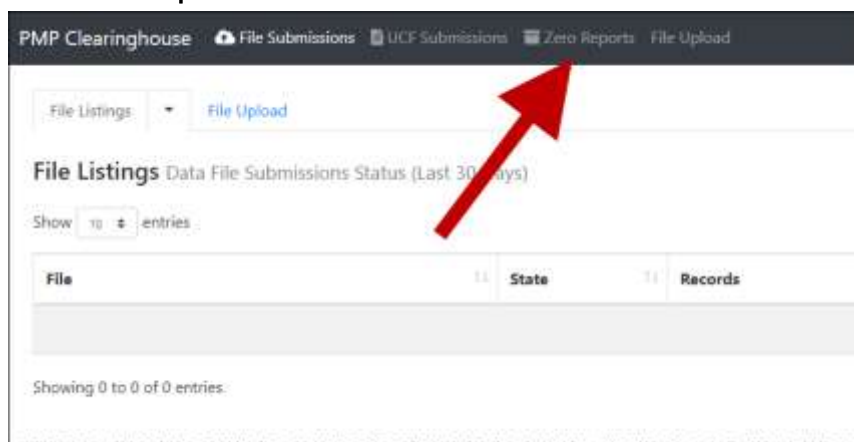 PMP Clearinghouse File Submissions UCF Submissions Zero Reports File Upload
File Listings File Upload
File Listings Data File Submissions Status (Last 30 Days)
Show 10 entries
File State Records
Showing 0 to 0 of 0 entries.